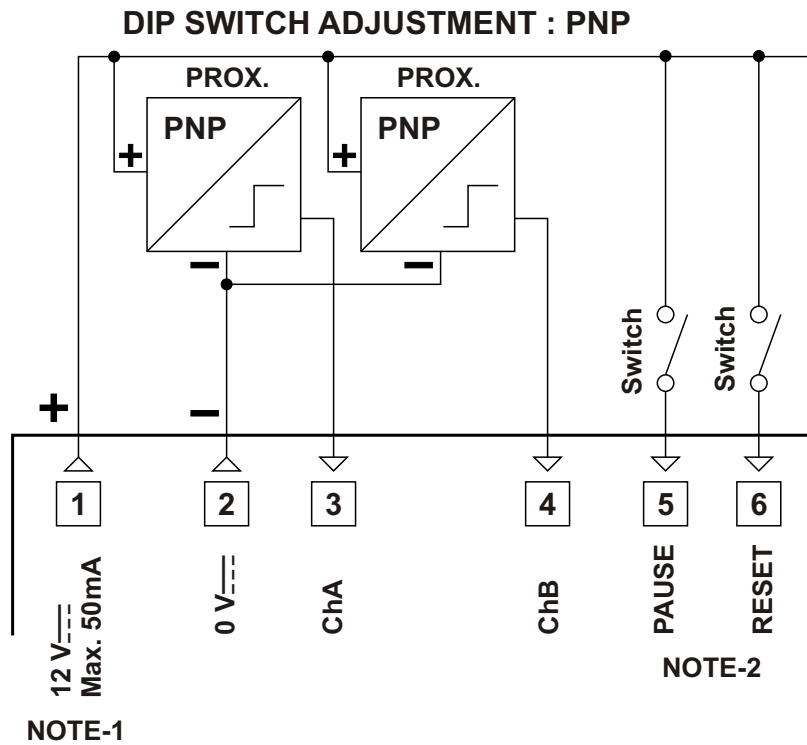 DIP SWITCH ADJUSTMENT : PNP
PROX.
PROX.
PNP
PNP
+
+
−
−
Switch
Switch
+
−
1
2
3
4
5
6
12 V
Max. 50mA
0 V
ChA
ChB
PAUSE
RESET
NOTE-2
NOTE-1